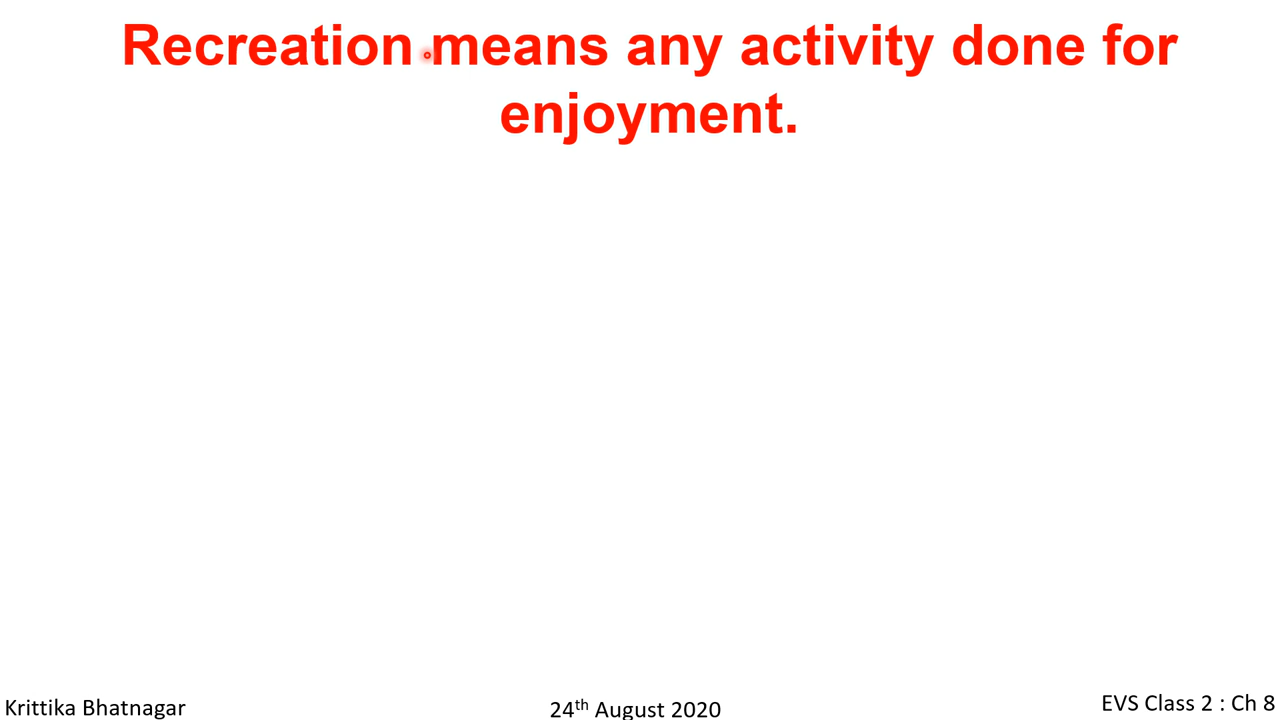 Recreation means any activity done for
enjoyment.
Krittika Bhatnagar
24th August 2020
EVS Class 2 : Ch 8